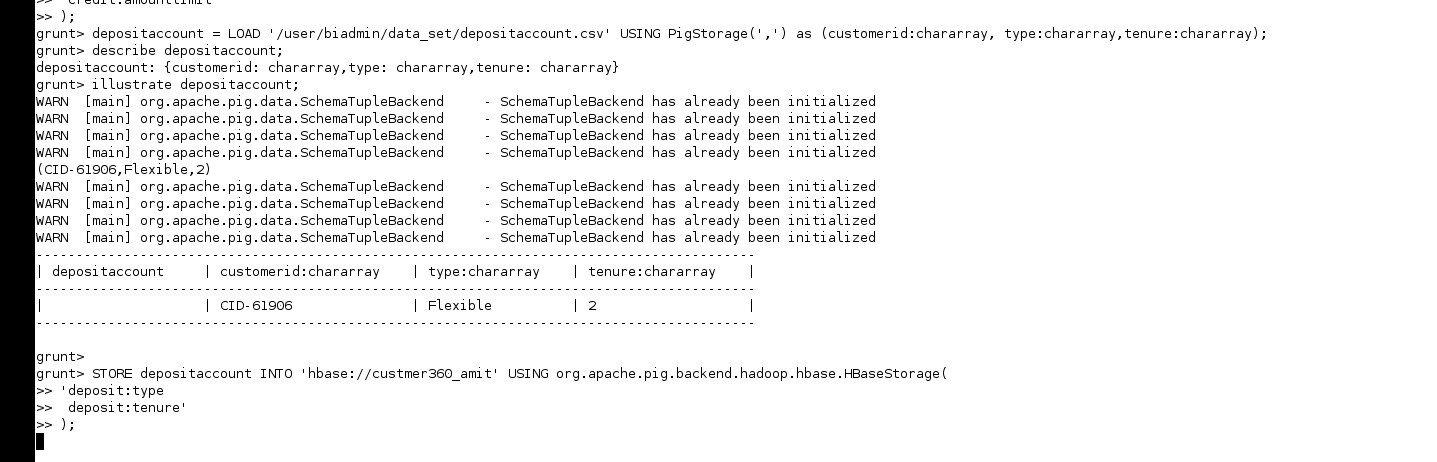 >>  credit:amountlimit'
>> );
grunt> depositaccount = LOAD '/user/biadmin/data_set/depositaccount.csv' USING PigStorage(',') as (customerid:chararray, type:chararray,tenure:chararray);
grunt> describe depositaccount;
depositaccount: {customerid: chararray,type: chararray,tenure: chararray}
grunt> illustrate depositaccount;
WARN  [main] org.apache.pig.data.SchemaTupleBackend     - SchemaTupleBackend has already been initialized
WARN  [main] org.apache.pig.data.SchemaTupleBackend     - SchemaTupleBackend has already been initialized
WARN  [main] org.apache.pig.data.SchemaTupleBackend     - SchemaTupleBackend has already been initialized
WARN  [main] org.apache.pig.data.SchemaTupleBackend     - SchemaTupleBackend has already been initialized
(CID-61906,Flexible,2)
WARN  [main] org.apache.pig.data.SchemaTupleBackend     - SchemaTupleBackend has already been initialized
WARN  [main] org.apache.pig.data.SchemaTupleBackend     - SchemaTupleBackend has already been initialized
WARN  [main] org.apache.pig.data.SchemaTupleBackend     - SchemaTupleBackend has already been initialized
WARN  [main] org.apache.pig.data.SchemaTupleBackend     - SchemaTupleBackend has already been initialized
------------------------------------------------------------------------------------------
| depositaccount     | customerid:chararray    | type:chararray    | tenure:chararray    |
------------------------------------------------------------------------------------------
|                    | CID-61906               | Flexible          | 2                   |
------------------------------------------------------------------------------------------
grunt>
grunt> STORE depositaccount INTO 'hbase://custmer360_amit' USING org.apache.pig.backend.hadoop.hbase.HBaseStorage(
>> 'deposit:type
>>  deposit:tenure'
>> );